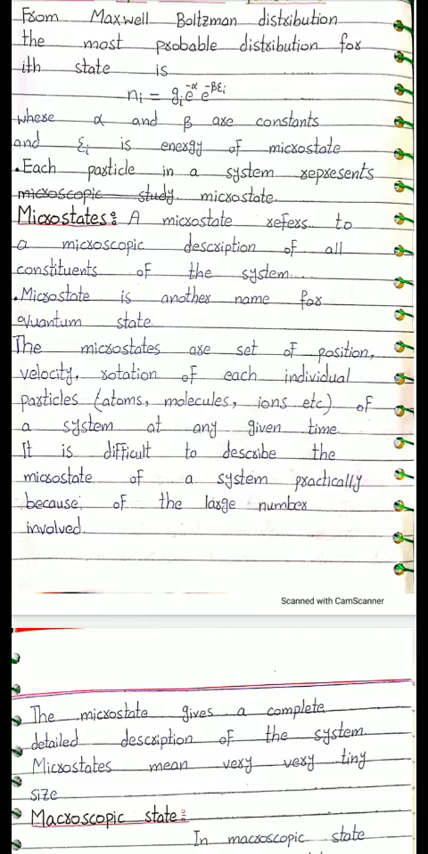 From Maxwell Boltzman distribution
the most probable distribution for
ith state is
nᵢ = gᵢe^-α e^-βεᵢ
where α and β are constants
and εᵢ is energy of microstate
.Each particle in a system represents
microscopic study microstate.
Microstates: A microstate refers to
a microscopic description of all
constituents of the system.
.Microstate is another name for
quantum state
The microstates are set of position,
velocity, rotation of each individual
particles (atoms, molecules, ions etc) of
a system at any given time.
It is difficult to describe the
microstate of a system practically
because of the large number
involved.
Scanned with CamScanner
The microstate gives a complete
detailed description of the system.
Microstates mean very very tiny
size
Macroscopic state:
In macroscopic state